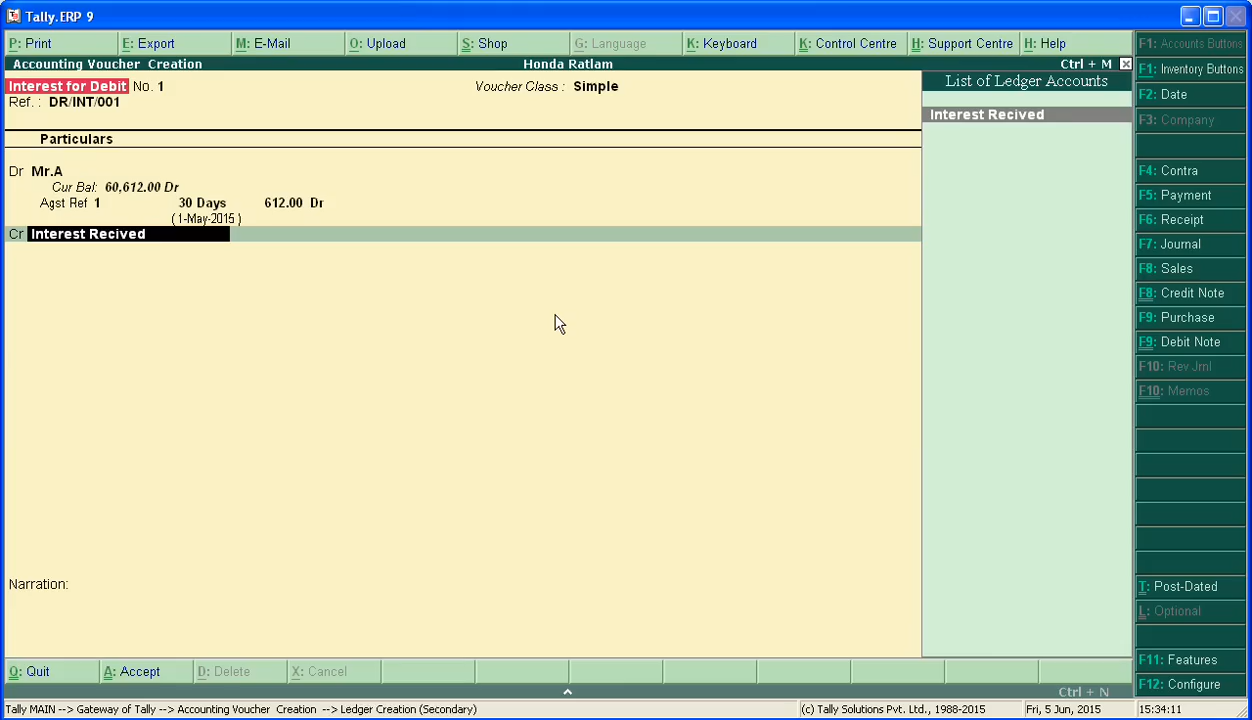 Tally.ERP 9
P: Print E: Export M: E-Mail O: Upload S: Shop G: Language K: Keyboard K: Control Centre H: Support Centre H: Help
F1: Accounts Buttons
Accounting Voucher Creation Honda Ratlam Ctrl + M
F1: Inventory Buttons
Interest for Debit No. 1 Voucher Class : Simple
Ref. : DR/INT/001
List of Ledger Accounts
Interest Recived
Particulars
Dr Mr.A
Cur Bal: 60,612.00 Dr
Agst Ref 1 30 Days 612.00 Dr
(1-May-2015 )
Cr Interest Recived
Narration:
F2: Date
F3: Company
F4: Contra
F5: Payment
F6: Receipt
F7: Journal
F8: Sales
F8: Credit Note
F9: Purchase
F9: Debit Note
F10: Rev Jrnl
F10: Memos
T: Post-Dated
L: Optional
F11: Features
F12: Configure
Q: Quit A: Accept D: Delete X: Cancel
Ctrl + N
Tally MAIN --> Gateway of Tally --> Accounting Voucher Creation --> Ledger Creation (Secondary) (c) Tally Solutions Pvt. Ltd., 1988-2015 Fri, 5 Jun, 2015 15:34:11